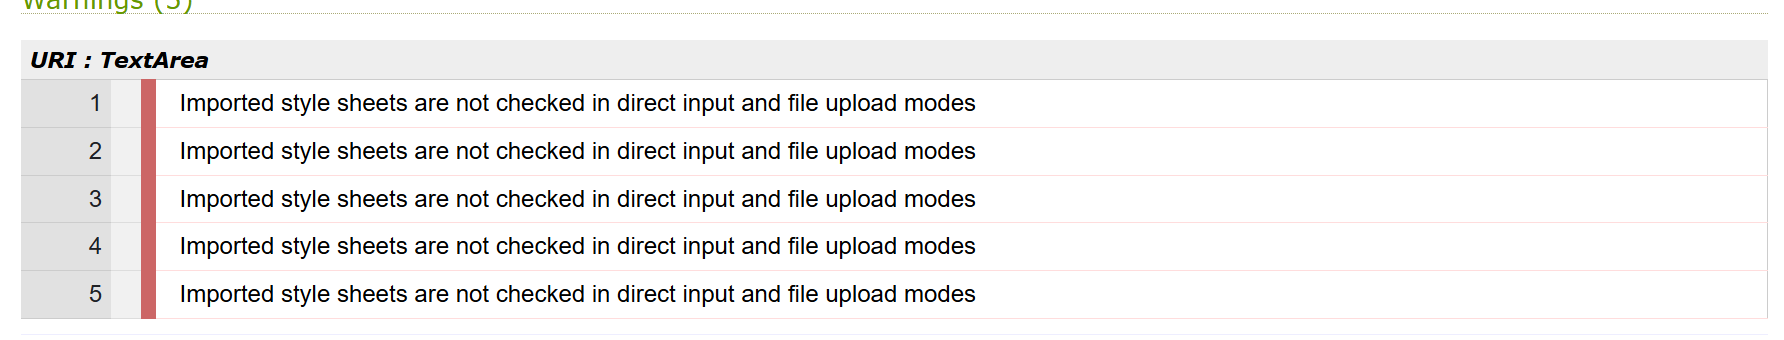 Warnings (5)
URI : TextArea
1 Imported style sheets are not checked in direct input and file upload modes
2 Imported style sheets are not checked in direct input and file upload modes
3 Imported style sheets are not checked in direct input and file upload modes
4 Imported style sheets are not checked in direct input and file upload modes
5 Imported style sheets are not checked in direct input and file upload modes